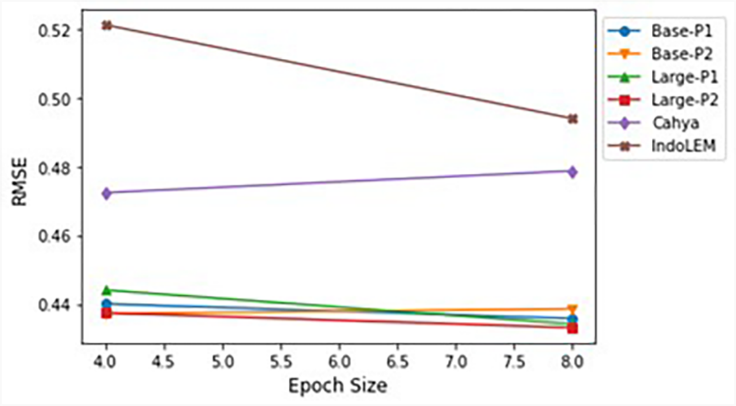 0.52
0.50
0.48
0.46
0.44
RMSE
4.0 4.5 5.0 5.5 6.0 6.5 7.0 7.5 8.0
Epoch Size
Base-P1
Base-P2
Large-P1
Large-P2
Cahya
IndoLEM